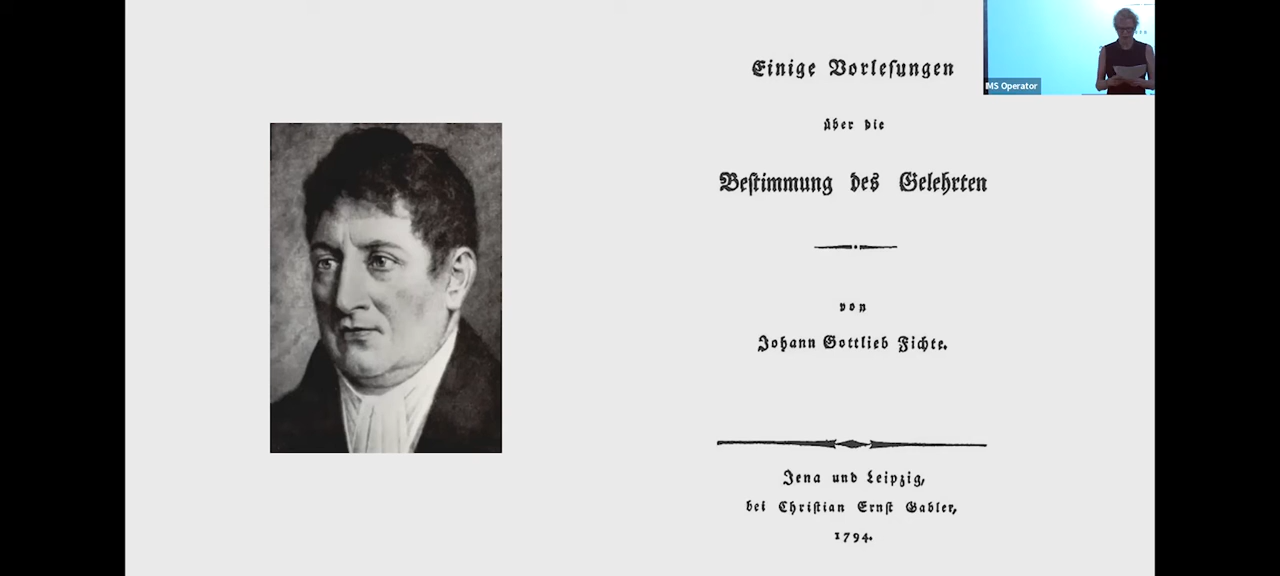 Einige Vorleſungen
über die
Beſtimmung des Gelehrten
von
Johann Gottlieb Fichte.
Jena und Leipzig,
bei Chriſtian Ernſt Gabler,
1794.
MS Operator